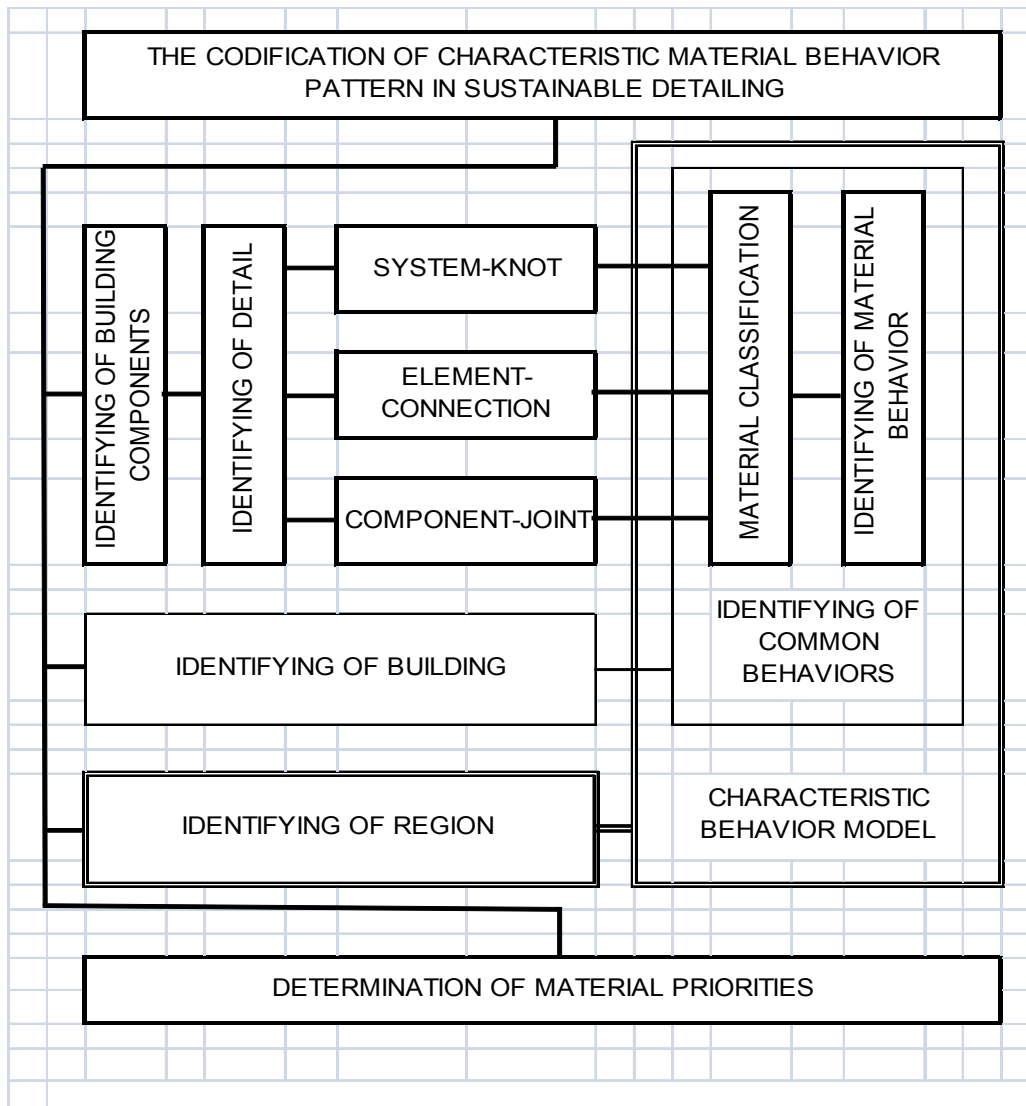 THE CODIFICATION OF CHARACTERISTIC MATERIAL BEHAVIOR
PATTERN IN SUSTAINABLE DETAILING
IDENTIFYING OF BUILDING
COMPONENTS
IDENTIFYING OF DETAIL
SYSTEM-KNOT
ELEMENT-
CONNECTION
COMPONENT-JOINT
MATERIAL CLASSIFICATION
IDENTIFYING OF MATERIAL
BEHAVIOR
IDENTIFYING OF BUILDING
IDENTIFYING OF
COMMON
BEHAVIORS
IDENTIFYING OF REGION
CHARACTERISTIC
BEHAVIOR MODEL
DETERMINATION OF MATERIAL PRIORITIES